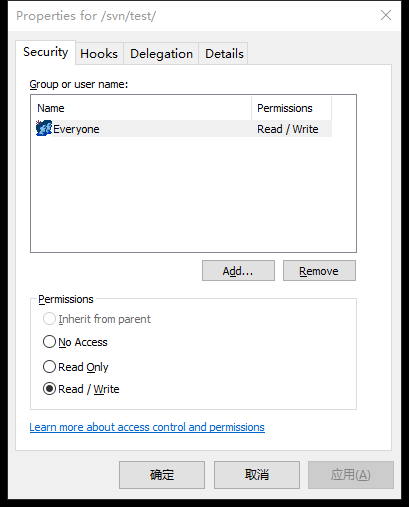 Properties for /svn/test/
Security Hooks Delegation Details
Group or user name:
Name Permissions
Everyone Read / Write
Add... Remove
Permissions
Inherit from parent
No Access
Read Only
Read / Write
Learn more about access control and permissions
确定 取消 应用(A)